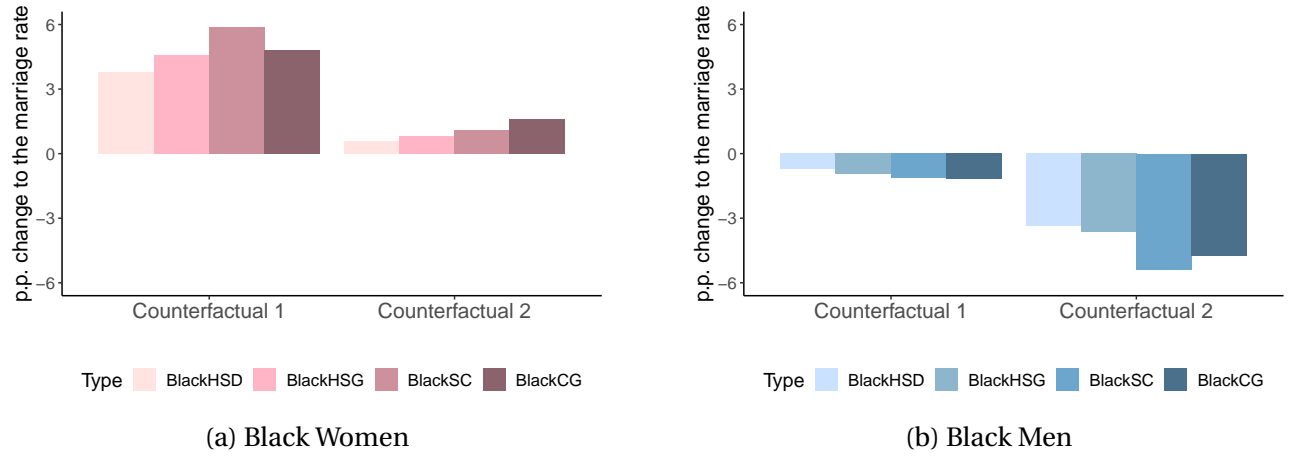 p.p. change to the marriage rate
6
3
0
−3
−6
Counterfactual 1 Counterfactual 2
Type BlackHSD BlackHSG BlackSC BlackCG
(a) Black Women
p.p. change to the marriage rate
6
3
0
−3
−6
Counterfactual 1 Counterfactual 2
Type BlackHSD BlackHSG BlackSC BlackCG
(b) Black Men